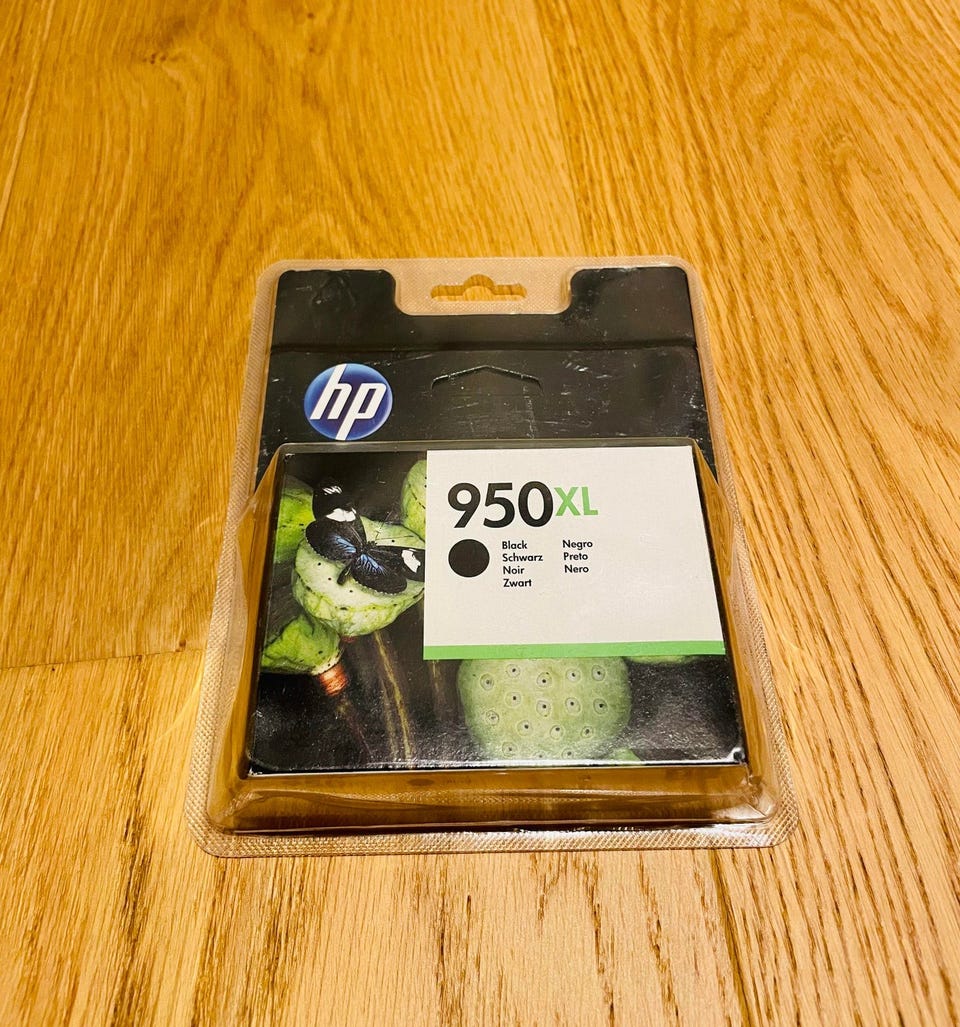 hp
950XL
Black Negro
Schwarz Preto
Noir Nero
Zwart